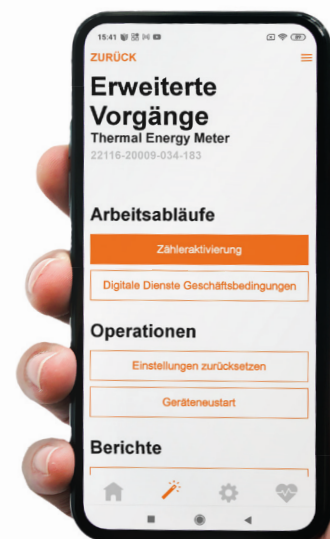 15:41
ZURÜCK
Erweiterte
Vorgänge
Thermal Energy Meter
22116-20009-034-183
Arbeitsabläufe
Zähleraktivierung
Digitale Dienste Geschäftsbedingungen
Operationen
Einstellungen zurücksetzen
Geräteneustart
Berichte